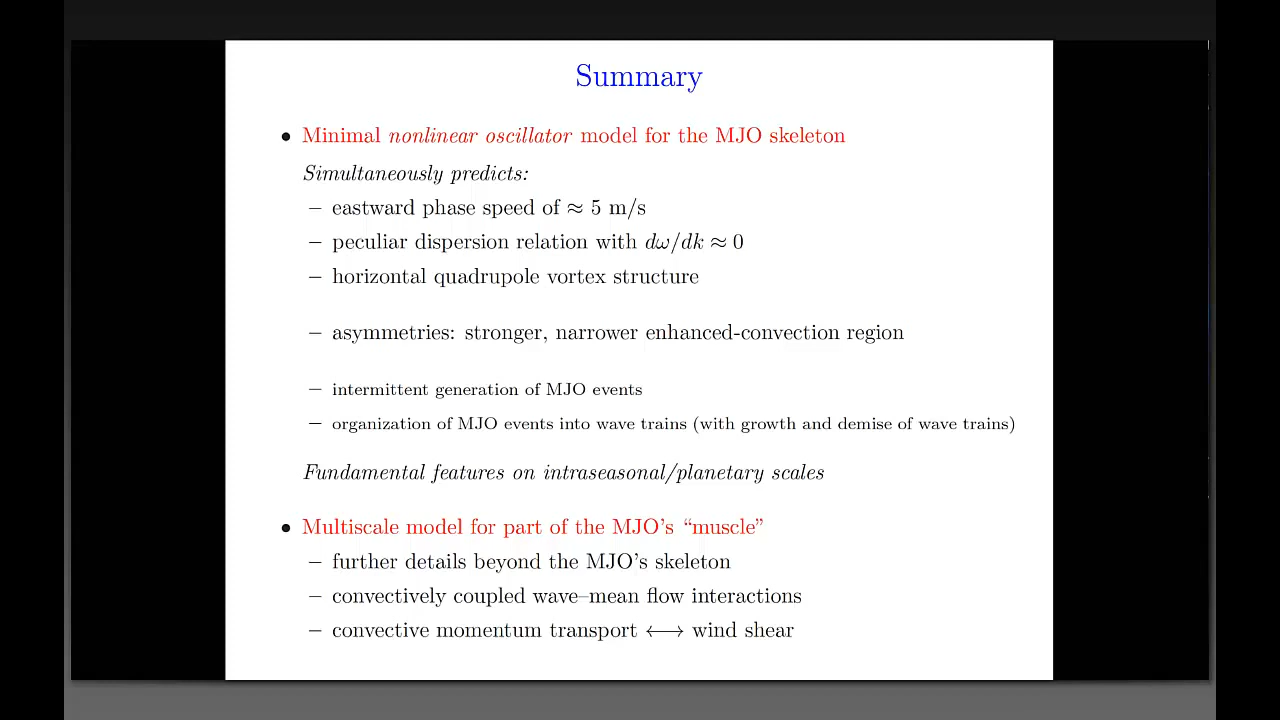 Summary
• Minimal nonlinear oscillator model for the MJO skeleton
Simultaneously predicts:
– eastward phase speed of ≈ 5 m/s
– peculiar dispersion relation with dω/dk ≈ 0
– horizontal quadrupole vortex structure
– asymmetries: stronger, narrower enhanced-convection region
– intermittent generation of MJO events
– organization of MJO events into wave trains (with growth and demise of wave trains)
Fundamental features on intraseasonal/planetary scales
• Multiscale model for part of the MJO's “muscle”
– further details beyond the MJO's skeleton
– convectively coupled wave–mean flow interactions
– convective momentum transport ⟷ wind shear